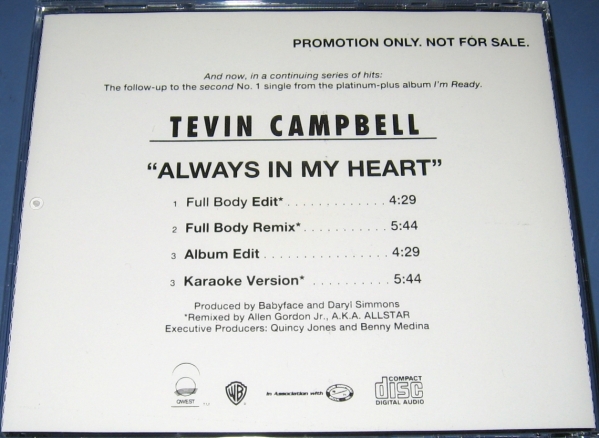 PROMOTION ONLY. NOT FOR SALE.
And now, in a continuing series of hits:
The follow-up to the second No. 1 single from the platinum-plus album I'm Ready.
TEVIN CAMPBELL
“ALWAYS IN MY HEART”
1 Full Body Edit* . . . . . . . . . . . . . 4:29
2 Full Body Remix* . . . . . . . . . . . 5:44
3 Album Edit . . . . . . . . . . . . . . . . 4:29
3 Karaoke Version* . . . . . . . . . . 5:44
Produced by Babyface and Daryl Simmons
*Remixed by Allen Gordon Jr., A.K.A. ALLSTAR
Executive Producers: Quincy Jones and Benny Medina
QWEST
WB
In Association with
COMPACT
disc
DIGITAL AUDIO